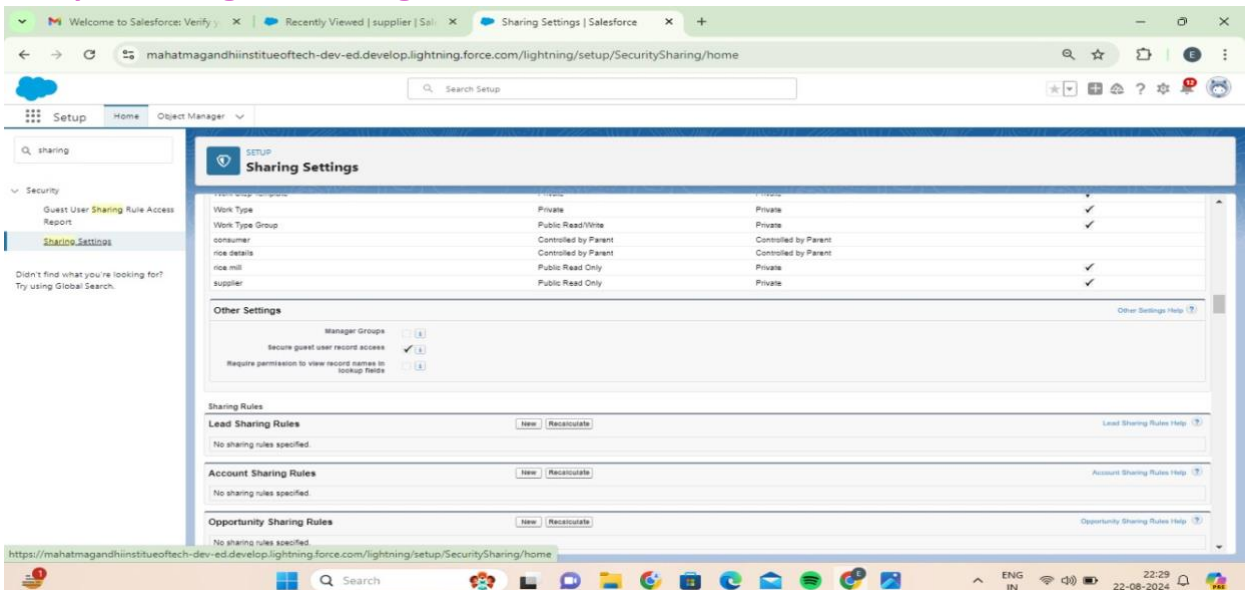 Welcome to Salesforce: Verify y
Recently Viewed | supplier | Sale
Sharing Settings | Salesforce
mahatmagandhiinstitueoftech-dev-ed.develop.lightning.force.com/lightning/setup/SecuritySharing/home
E
Search Setup
12
Setup
Home
Object Manager
sharing
SETUP
Sharing Settings
Security
Guest User Sharing Rule Access
Report
Sharing Settings
Didn't find what you're looking for?
Try using Global Search.
Work Type Private Private
Work Type Group Public Read/Write Private
consumer Controlled by Parent Controlled by Parent
rice details Controlled by Parent Controlled by Parent
rice mill Public Read Only Private
supplier Public Read Only Private
Other Settings
Other Settings Help
Manager Groups
Secure guest user record access
Require permission to view record names in
lookup fields
Sharing Rules
Lead Sharing Rules New Recalculate Lead Sharing Rules Help
No sharing rules specified.
Account Sharing Rules New Recalculate Account Sharing Rules Help
No sharing rules specified.
Opportunity Sharing Rules New Recalculate Opportunity Sharing Rules Help
No sharing rules specified.
https://mahatmagandhiinstitueoftech-dev-ed.develop.lightning.force.com/lightning/setup/SecuritySharing/home
Search
ENG
IN
22:29
22-08-2024